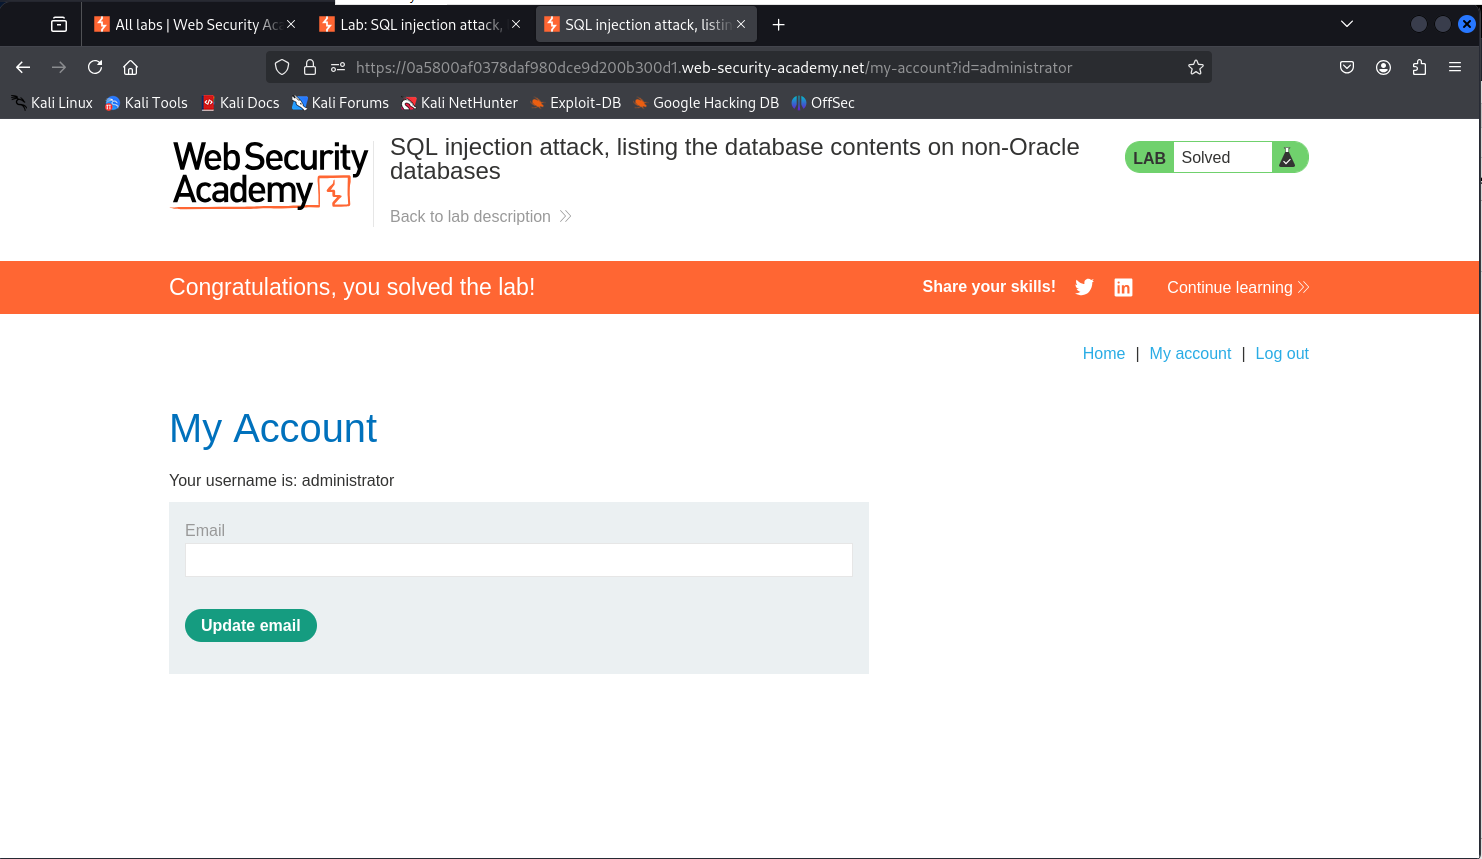 All labs | Web Security Ac
Lab: SQL injection attack,
SQL injection attack, listin
https://0a5800af0378daf980dce9d200b300d1.web-security-academy.net/my-account?id=administrator
Kali Linux
Kali Tools
Kali Docs
Kali Forums
Kali NetHunter
Exploit-DB
Google Hacking DB
OffSec
Web Security
Academy
SQL injection attack, listing the database contents on non-Oracle
databases
Back to lab description
LAB Solved
Congratulations, you solved the lab!
Share your skills!
Continue learning
Home | My account | Log out
My Account
Your username is: administrator
Email
Update email